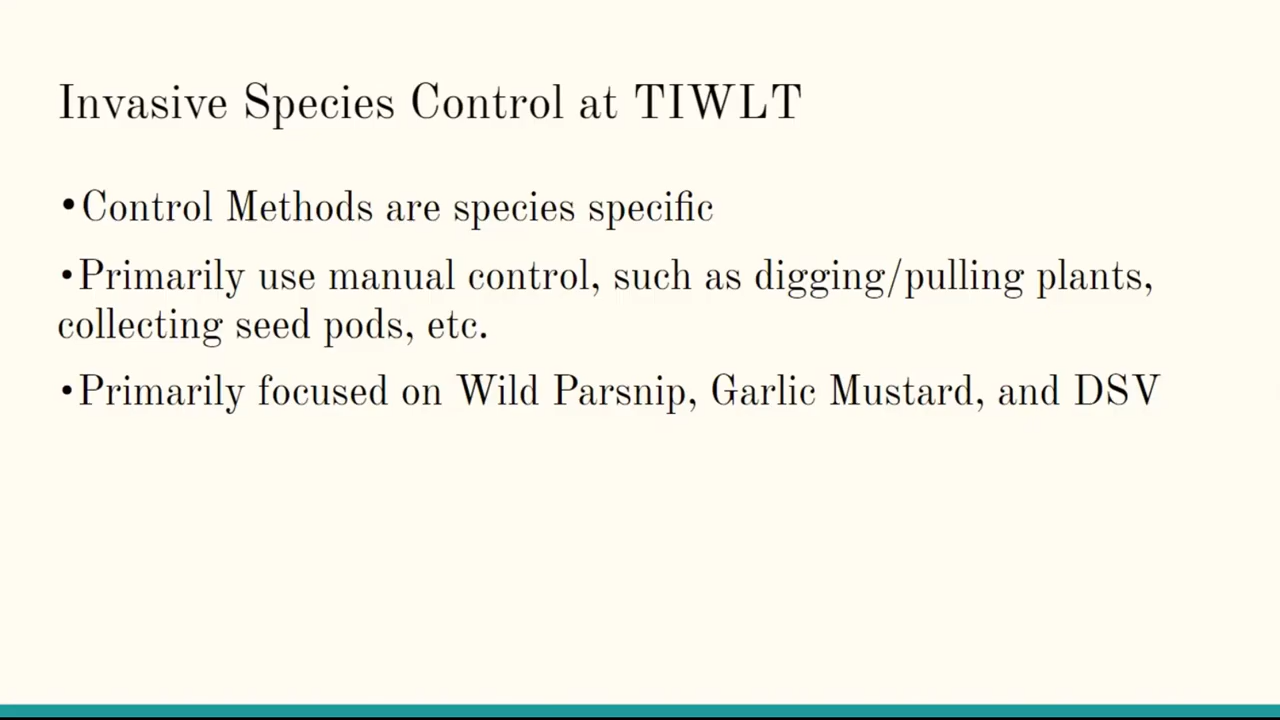 Invasive Species Control at TIWLT
•Control Methods are species specific
•Primarily use manual control, such as digging/pulling plants,
collecting seed pods, etc.
•Primarily focused on Wild Parsnip, Garlic Mustard, and DSV